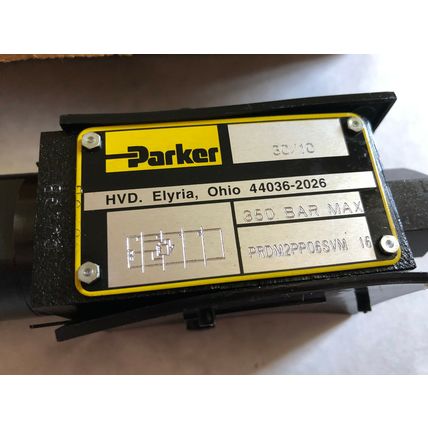 Parker
30/10
HVD. Elyria, Ohio 44036-2026
350 BAR MAX
PRDM2PP06SVM 16